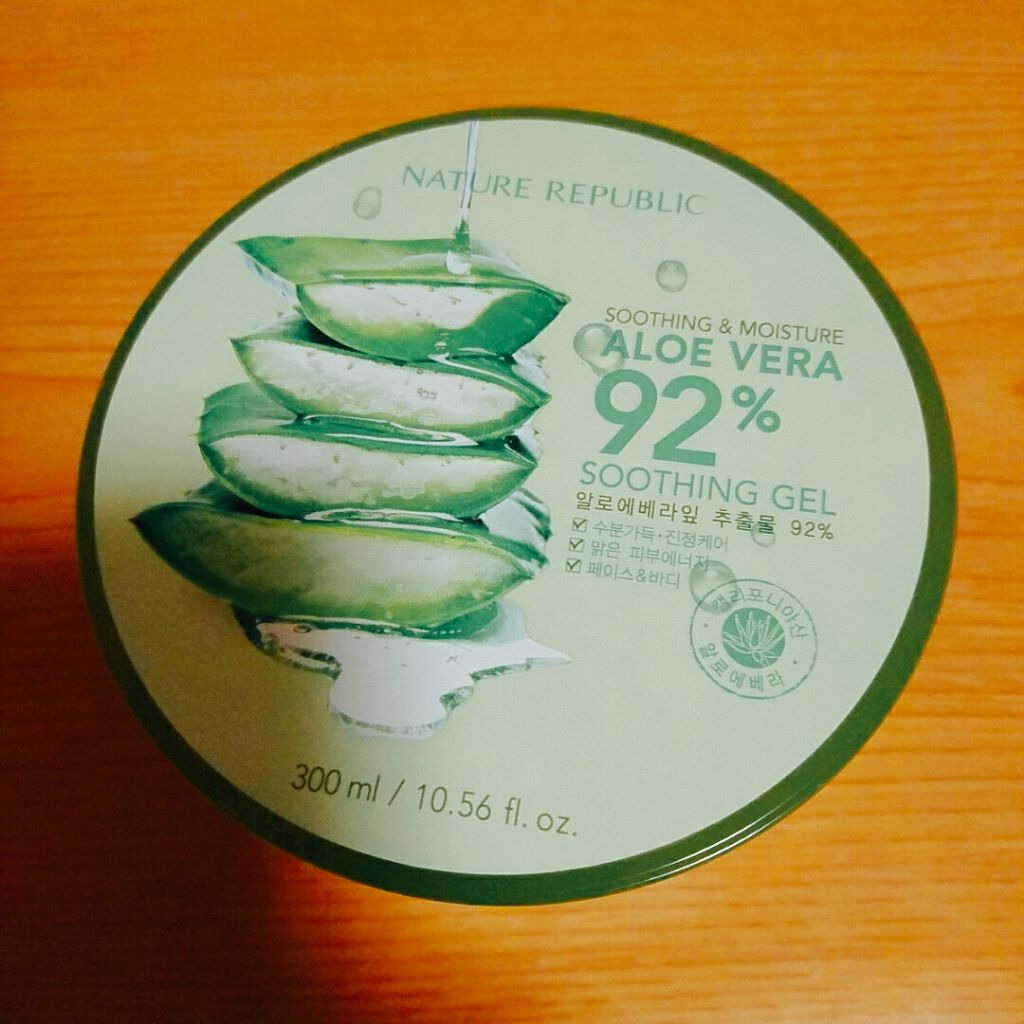 NATURE REPUBLIC
SOOTHING & MOISTURE
ALOE VERA
92%
SOOTHING GEL
알로에베라잎 추출물 92%
수분가득·진정케어
맑은 피부에너지
페이스&바디
캘리포니아산
알로에베라
300 ml / 10.56 fl. oz.